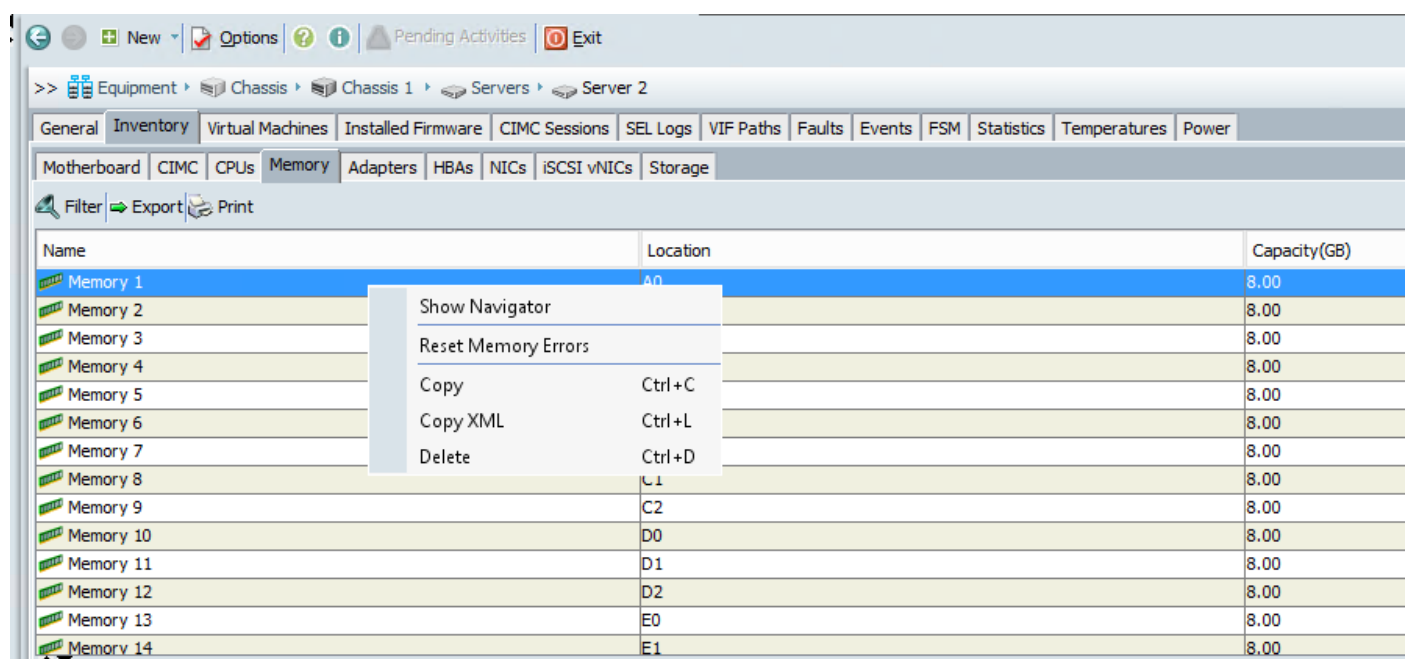 New Options Pending Activities Exit
>> Equipment Chassis Chassis 1 Servers Server 2
General Inventory Virtual Machines Installed Firmware CIMC Sessions SEL Logs VIF Paths Faults Events FSM Statistics Temperatures Power
Motherboard CIMC CPUs Memory Adapters HBAs NICs iSCSI vNICs Storage
Filter Export Print
Name Location Capacity(GB)
Memory 1 A0 8.00
Memory 2 8.00
Memory 3 8.00
Memory 4 8.00
Memory 5 8.00
Memory 6 8.00
Memory 7 8.00
Memory 8 C1 8.00
Memory 9 C2 8.00
Memory 10 D0 8.00
Memory 11 D1 8.00
Memory 12 D2 8.00
Memory 13 E0 8.00
Memory 14 E1 8.00
Show Navigator
Reset Memory Errors
Copy Ctrl+C
Copy XML Ctrl+L
Delete Ctrl+D